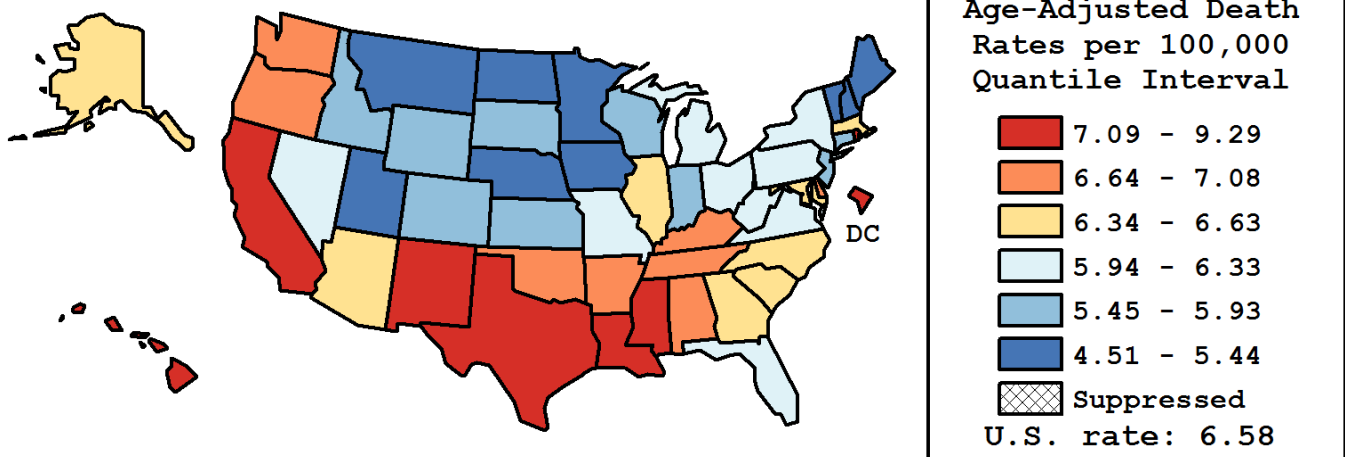 Age-Adjusted Death
Rates per 100,000
Quantile Interval
7.09 - 9.29
6.64 - 7.08
6.34 - 6.63
5.94 - 6.33
5.45 - 5.93
4.51 - 5.44
Suppressed
U.S. rate: 6.58
DC